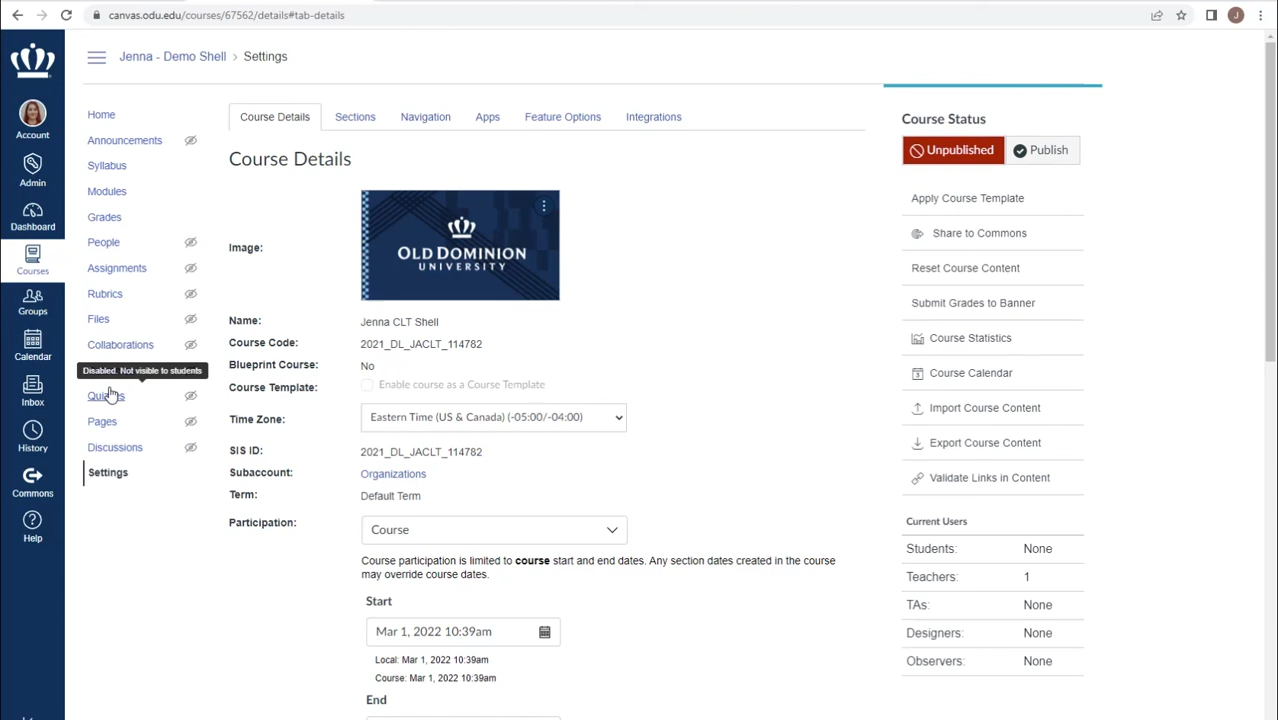 canvas.odu.edu/courses/67562/details#tab-details
J
Jenna - Demo Shell > Settings
Account
Admin
Dashboard
Courses
Groups
Calendar
Inbox
History
Commons
Help
Home
Announcements
Syllabus
Modules
Grades
People
Assignments
Rubrics
Files
Collaborations
Disabled. Not visible to students
Pages
Discussions
Settings
Course Details
Sections
Navigation
Apps
Feature Options
Integrations
Course Details
Image:
OLD DOMINION
UNIVERSITY
Name: Jenna CLT Shell
Course Code: 2021_DL_JACLT_114782
Blueprint Course: No
Course Template: Enable course as a Course Template
Time Zone: Eastern Time (US & Canada) (-05:00/-04:00)
SIS ID: 2021_DL_JACLT_114782
Subaccount: Organizations
Term: Default Term
Participation: Course
Course participation is limited to course start and end dates. Any section dates created in the course
may override course dates.
Start
Mar 1, 2022 10:39am
Local: Mar 1, 2022 10:39am
Course: Mar 1, 2022 10:39am
End
Course Status
Unpublished
Publish
Apply Course Template
Share to Commons
Reset Course Content
Submit Grades to Banner
Course Statistics
3 Course Calendar
Import Course Content
Export Course Content
Validate Links in Content
Current Users
Students: None
Teachers: 1
TAs: None
Designers: None
Observers: None